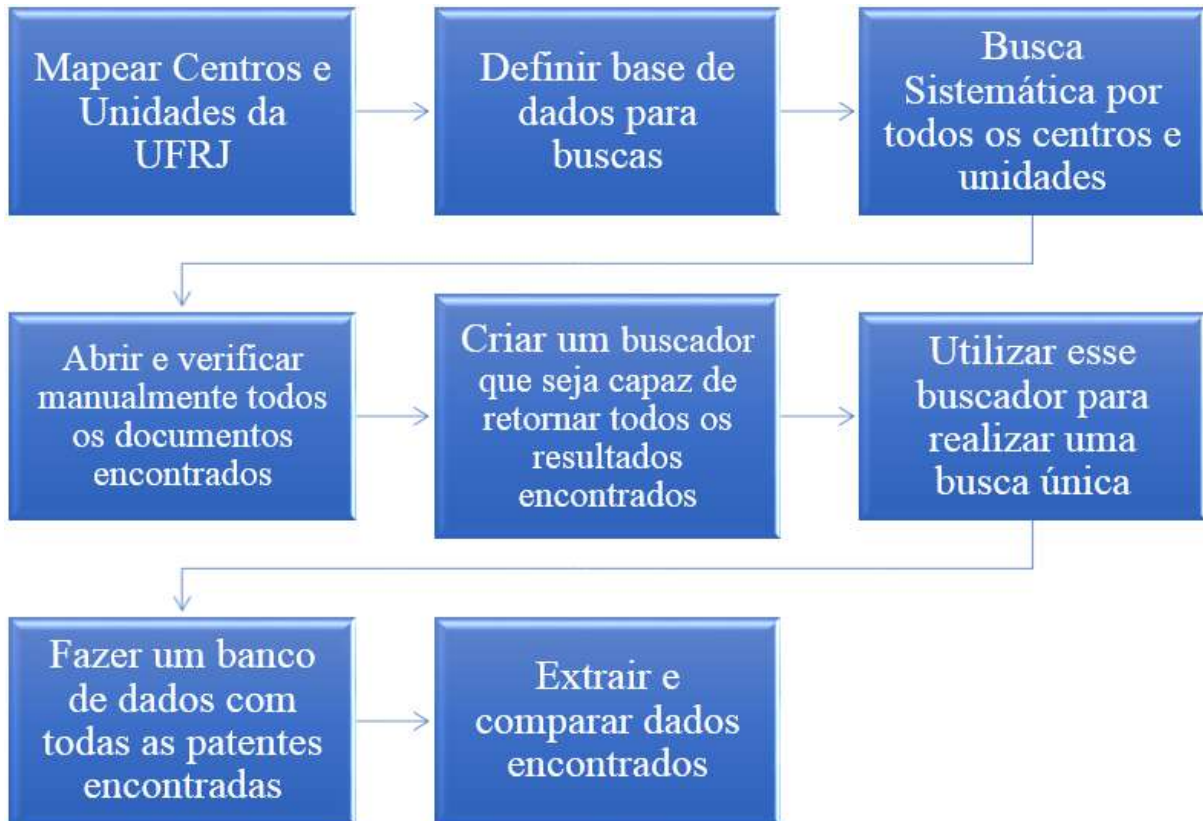 Mapear Centros e
Unidades da
UFRJ
Definir base de
dados para
buscas
Busca
Sistemática por
todos os centros e
unidades
Abrir e verificar
manualmente todos
os documentos
encontrados
Criar um buscador
que seja capaz de
retornar todos os
resultados
encontrados
Utilizar esse
buscador para
realizar uma
busca única
Fazer um banco
de dados com
todas as patentes
encontradas
Extrair e
comparar dados
encontrados